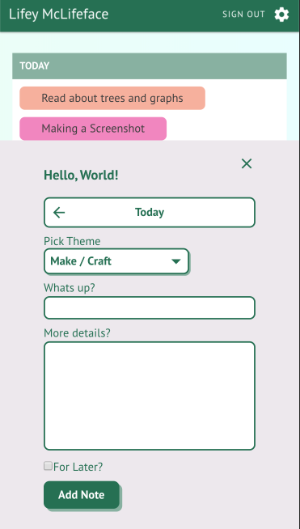 Lifey McLifeface
SIGN OUT
TODAY
Read about trees and graphs
Making a Screenshot
Hello, World!
Today
Pick Theme
Make / Craft
Whats up?
More details?
For Later?
Add Note